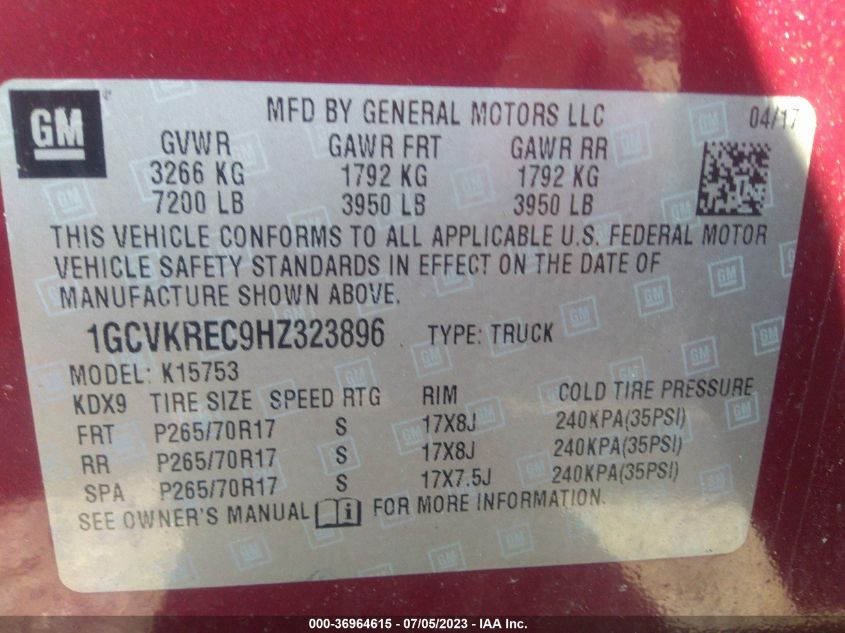 GM
MFD BY GENERAL MOTORS LLC 04/17
GVWR GAWR FRT GAWR RR
3266 KG 1792 KG 1792 KG
7200 LB 3950 LB 3950 LB
THIS VEHICLE CONFORMS TO ALL APPLICABLE U.S. FEDERAL MOTOR
VEHICLE SAFETY STANDARDS IN EFFECT ON THE DATE OF
MANUFACTURE SHOWN ABOVE.
1GCVKREC9HZ323896 TYPE: TRUCK
MODEL: K15753
KDX9 TIRE SIZE SPEED RTG RIM COLD TIRE PRESSURE
FRT P265/70R17 S 17X8J 240KPA(35PSI)
RR P265/70R17 S 17X8J 240KPA(35PSI)
SPA P265/70R17 S 17X7.5J 240KPA(35PSI)
SEE OWNER'S MANUAL i FOR MORE INFORMATION.
000-36964615 - 07/05/2023 - IAA Inc.